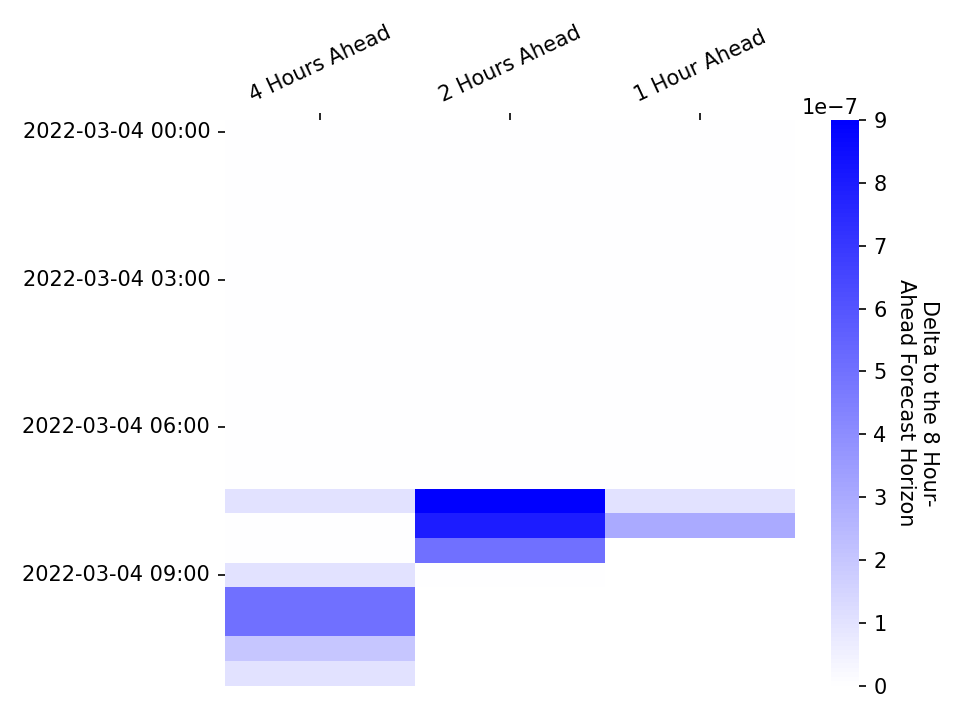 4 Hours Ahead
2 Hours Ahead
1 Hour Ahead
2022-03-04 00:00
2022-03-04 03:00
2022-03-04 06:00
2022-03-04 09:00
1e−7
9
8
7
6
5
4
3
2
1
0
Delta to the 8 Hour-
Ahead Forecast Horizon